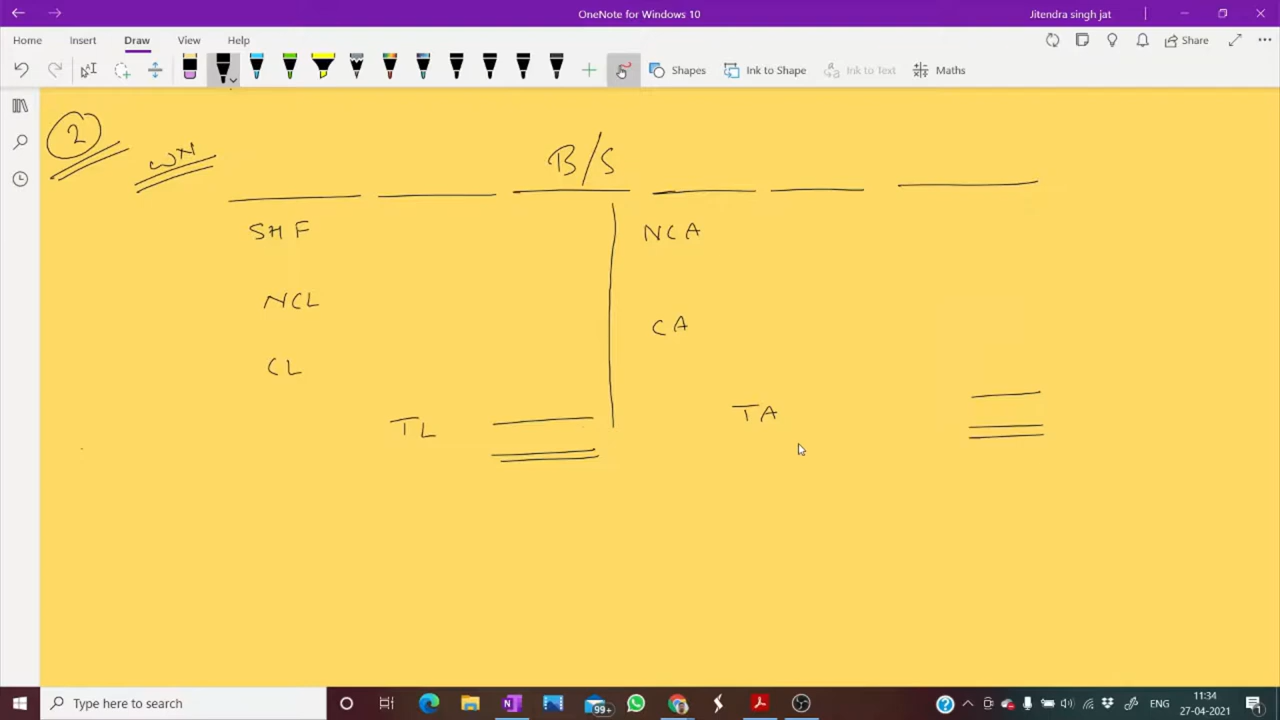 OneNote for Windows 10
Jitendra singh jat
Home Insert Draw View Help
Share
Shapes Ink to Shape Ink to Text Maths
2
WN
B/S
SHF
NCA
NCL
CA
CL
TL
TA
Type here to search
99+
ENG
11:34
27-04-2021